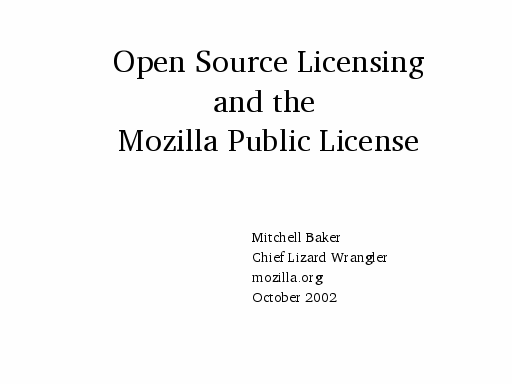 Open Source Licensing
and the
Mozilla Public License
Mitchell Baker
Chief Lizard Wrangler
mozilla.org
October 2002